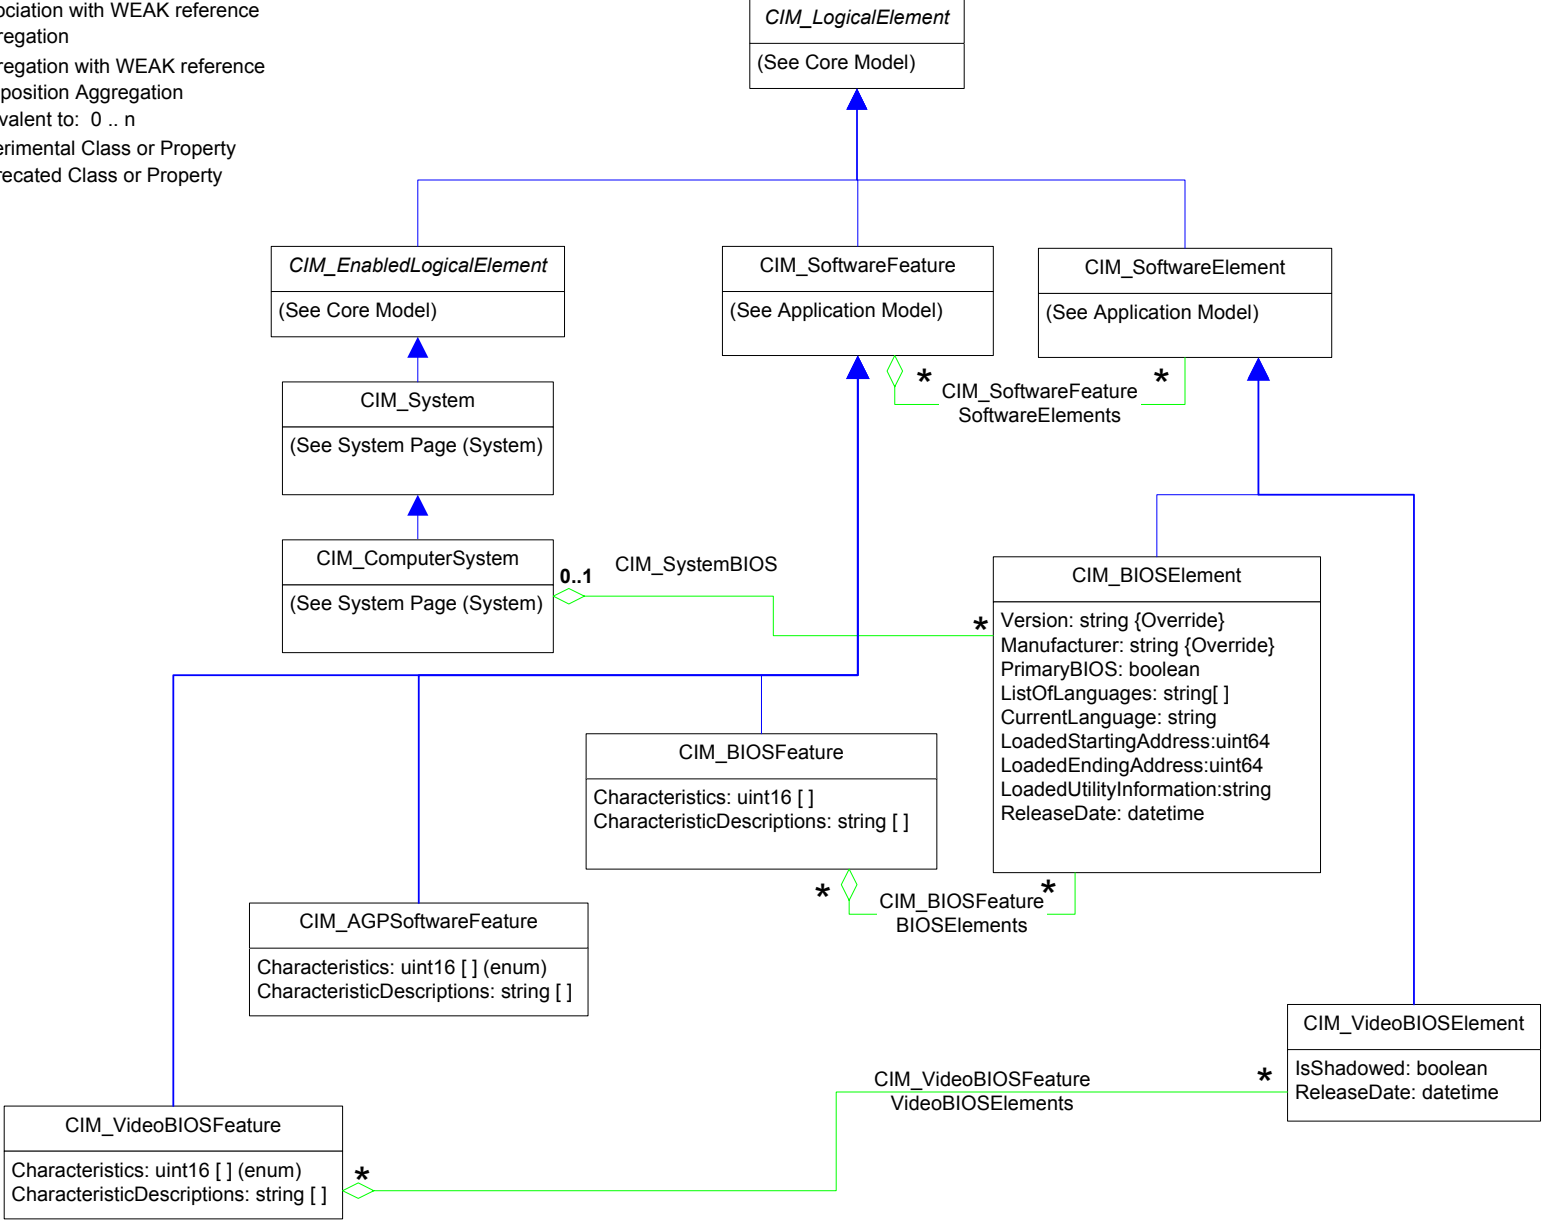 ociation with WEAK reference
regation
regation with WEAK reference
position Aggregation
valent to: 0 .. n
erimental Class or Property
recated Class or Property
CIM_LogicalElement
(See Core Model)
CIM_EnabledLogicalElement
(See Core Model)
CIM_SoftwareFeature
(See Application Model)
CIM_SoftwareElement
(See Application Model)
*
CIM_SoftwareFeature
SoftwareElements
*
CIM_System
(See System Page (System)
CIM_ComputerSystem
(See System Page (System)
0..1
CIM_SystemBIOS
*
CIM_BIOSElement
Version: string {Override}
Manufacturer: string {Override}
PrimaryBIOS: boolean
ListOfLanguages: string[ ]
CurrentLanguage: string
LoadedStartingAddress:uint64
LoadedEndingAddress:uint64
LoadedUtilityInformation:string
ReleaseDate: datetime
CIM_BIOSFeature
Characteristics: uint16 [ ]
CharacteristicDescriptions: string [ ]
*
CIM_BIOSFeature
BIOSElements
*
CIM_AGPSoftwareFeature
Characteristics: uint16 [ ] (enum)
CharacteristicDescriptions: string [ ]
CIM_VideoBIOSElement
IsShadowed: boolean
ReleaseDate: datetime
CIM_VideoBIOSFeature
VideoBIOSElements
*
CIM_VideoBIOSFeature
Characteristics: uint16 [ ] (enum)
CharacteristicDescriptions: string [ ]
*